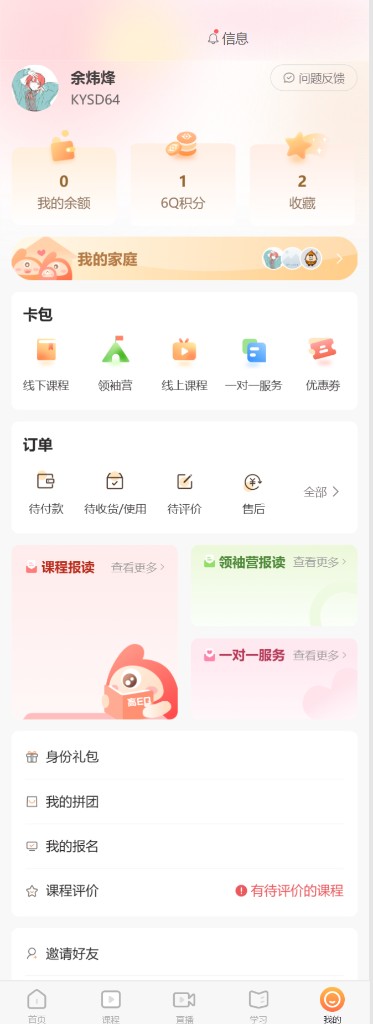 信息
余炜烽
问题反馈
KYSD64
0
1
2
我的余额
6Q积分
收藏
我的家庭
卡包
线下课程
领袖营
线上课程
一对一服务
优惠券
订单
待付款
待收货/使用
待评价
售后
全部
课程报读
查看更多
领袖营报读
查看更多
高EQ
一对一服务
查看更多
身份礼包
我的拼团
我的报名
课程评价
有待评价的课程
邀请好友
首页
课程
直播
学习
我的